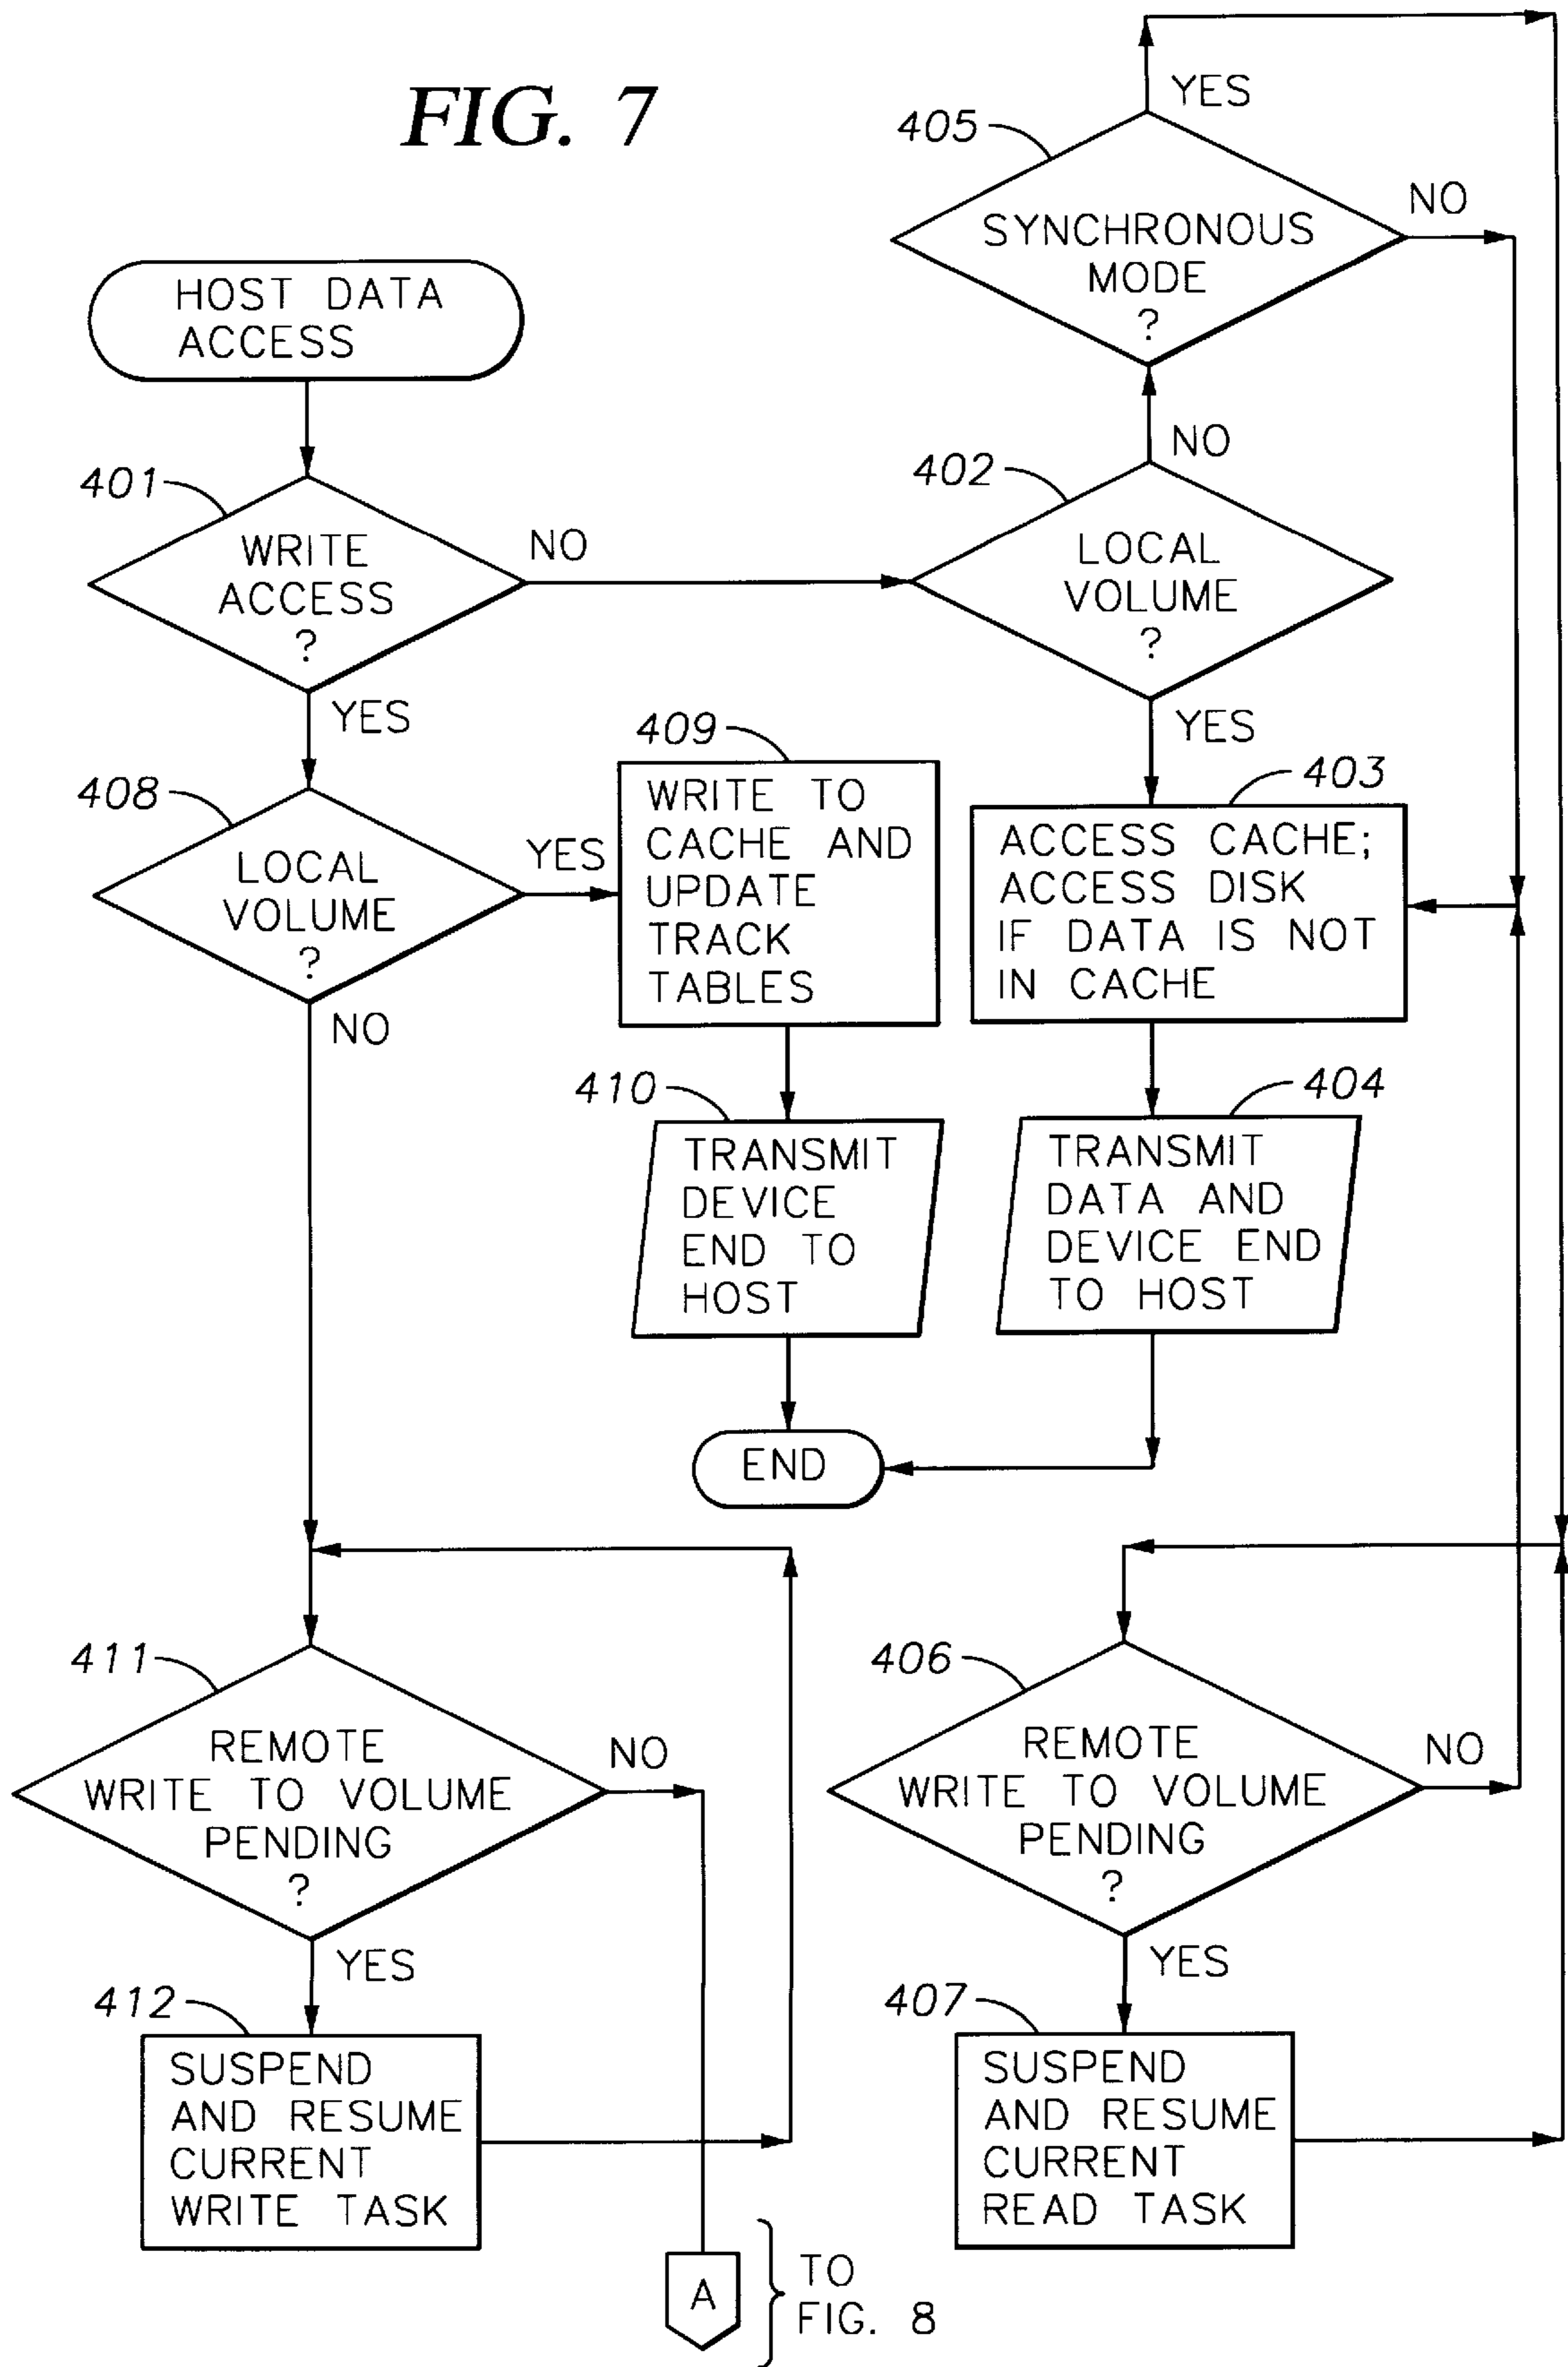 FIG. 7
HOST DATA
ACCESS
401
WRITE
ACCESS
?
NO
YES
402
LOCAL
VOLUME
?
NO
YES
405
SYNCHRONOUS
MODE
?
YES
NO
403
ACCESS CACHE;
ACCESS DISK
IF DATA IS NOT
IN CACHE
404
TRANSMIT
DATA AND
DEVICE END
TO HOST
408
LOCAL
VOLUME
?
YES
NO
409
WRITE TO
CACHE AND
UPDATE
TRACK
TABLES
410
TRANSMIT
DEVICE
END TO
HOST
END
411
REMOTE
WRITE TO VOLUME
PENDING
?
NO
YES
412
SUSPEND
AND RESUME
CURRENT
WRITE TASK
A
TO
FIG. 8
406
REMOTE
WRITE TO VOLUME
PENDING
?
NO
YES
407
SUSPEND
AND RESUME
CURRENT
READ TASK